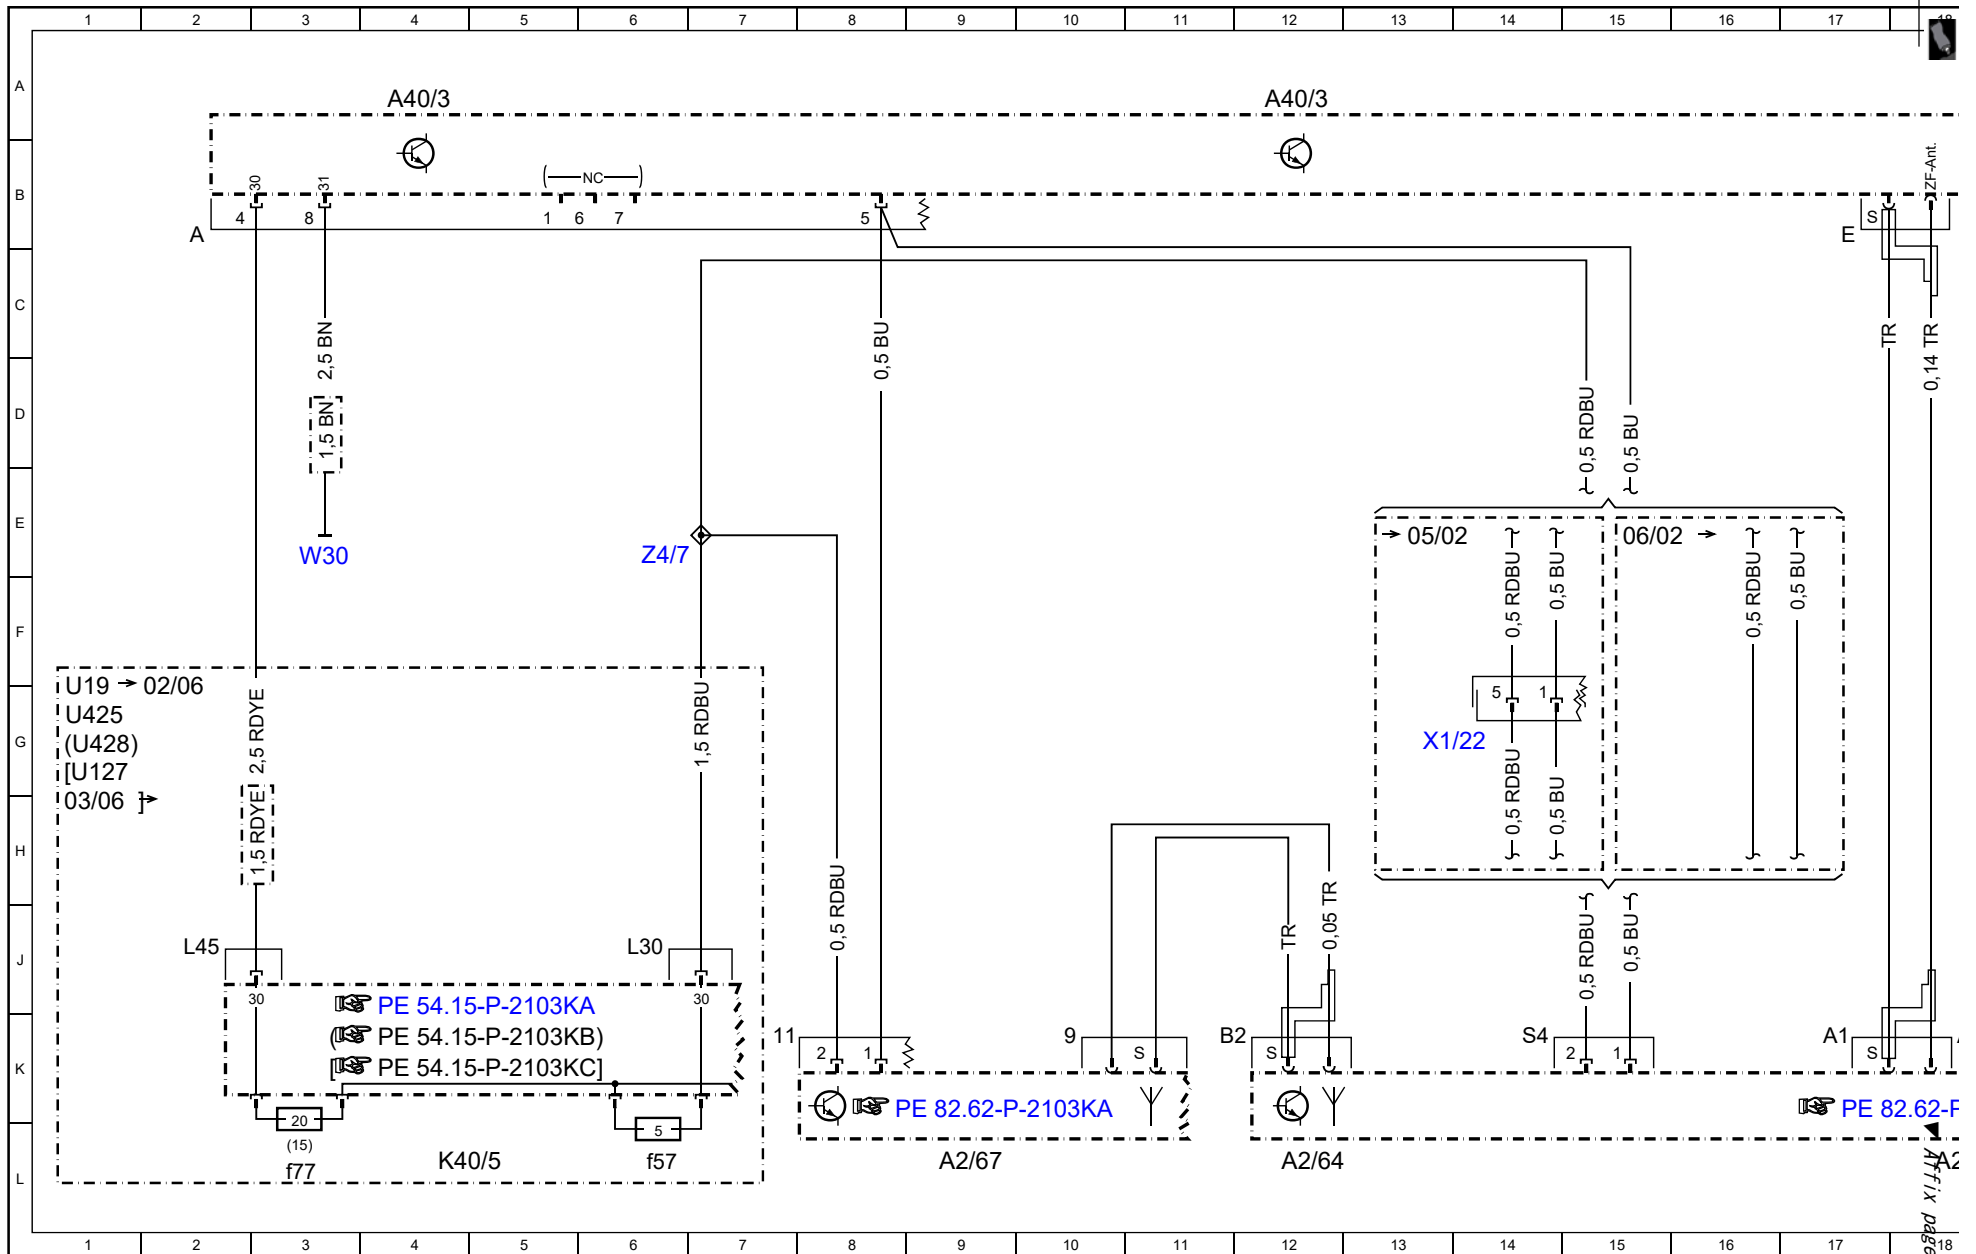 1 2 3 4 5 6 7 8 9 10 11 12 13 14 15 16 17 18
A
A40/3 A40/3
B
30 31 NC ZF-Ant.
4 8 1 6 7 5 S
A E
C
2,5 BN 0,5 BU TR 0,14 TR
D
1,5 BN 0,5 RDBU 0,5 BU
E
W30 Z4/7 05/02 06/02
0,5 RDBU 0,5 BU 0,5 RDBU 0,5 BU
F
U19 → 02/06
U425
(U428)
[U127
03/06 ]→
G
2,5 RDYE 1,5 RDBU
5 1
X1/22
0,5 RDBU 0,5 BU
H
1,5 RDYE
0,5 RDBU TR 0,05 TR
0,5 RDBU 0,5 BU
J
L45 L30
30 30
PE 54.15-P-2103KA
(PE 54.15-P-2103KB)
[PE 54.15-P-2103KC]
K
11 2 1 9 S B2 S S4 2 1 A1 S
PE 82.62-P-2103KA
PE 82.62-P
20 5
(15)
f77 K40/5 f57 A2/67 A2/64 A2
L
Affix page
1 2 3 4 5 6 7 8 9 10 11 12 13 14 15 16 17 18